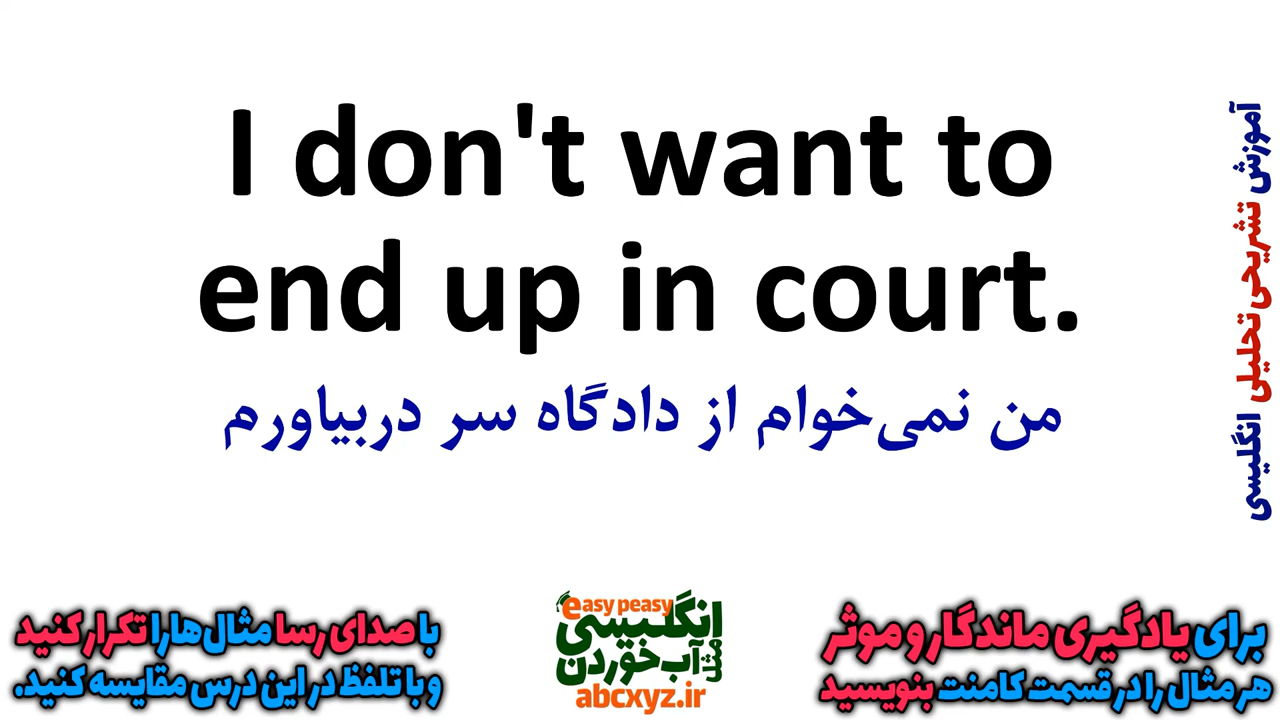 I don't want to
end up in court.
من نمی‌خوام از دادگاه سر دربیاورم
آموزش تشریحی تحلیلی انگلیسی
برای یادگیری ماندگار و موثر
هر مثال را در قسمت کامنت بنویسید
easy peasy
انگلیسی
مثل آب خوردن
abcxyz.ir
با صدای رسا مثال‌ها را تکرار کنید
و با تلفظ در این درس مقایسه کنید.